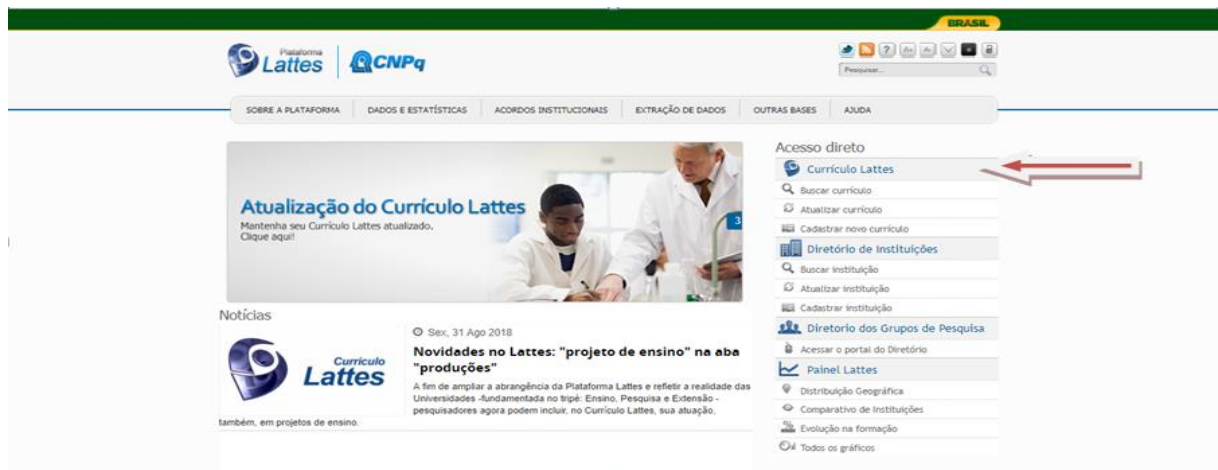 BRASIL
Plataforma
Lattes
CNPq
? A+ A-
Pesquisar...
SOBRE A PLATAFORMA DADOS E ESTATÍSTICAS ACORDOS INSTITUCIONAIS EXTRAÇÃO DE DADOS OUTRAS BASES AJUDA
Atualização do Currículo Lattes
Mantenha seu Currículo Lattes atualizado.
Clique aqui!
3
Notícias
Currículo
Lattes
Sex, 31 Ago 2018
Novidades no Lattes: "projeto de ensino" na aba
"produções"
A fim de ampliar a abrangência da Plataforma Lattes e refletir a realidade das
Universidades -fundamentada no tripé: Ensino, Pesquisa e Extensão -
pesquisadores agora podem incluir, no Currículo Lattes, sua atuação,
também, em projetos de ensino.
Acesso direto
Currículo Lattes
Buscar currículo
Atualizar currículo
Cadastrar novo currículo
Diretório de Instituições
Buscar instituição
Atualizar instituição
Cadastrar instituição
Diretorio dos Grupos de Pesquisa
Acessar o portal do Diretório
Painel Lattes
Distribuição Geográfica
Comparativo de Instituições
Evolução na formação
Todos os gráficos